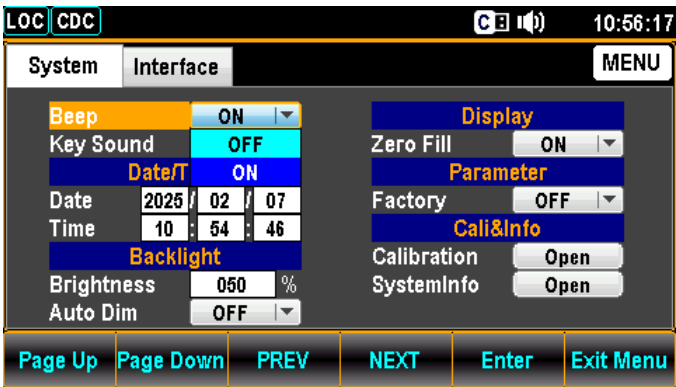 LOC CDC C 10:56:17
System Interface MENU
Beep ON
OFF
ON
Key Sound
Date/T
Date 2025 / 02 / 07
Time 10 : 54 : 46
Backlight
Brightness 050 %
Auto Dim OFF
Display
Zero Fill ON
Parameter
Factory OFF
Cali&Info
Calibration Open
SystemInfo Open
Page Up Page Down PREV NEXT Enter Exit Menu